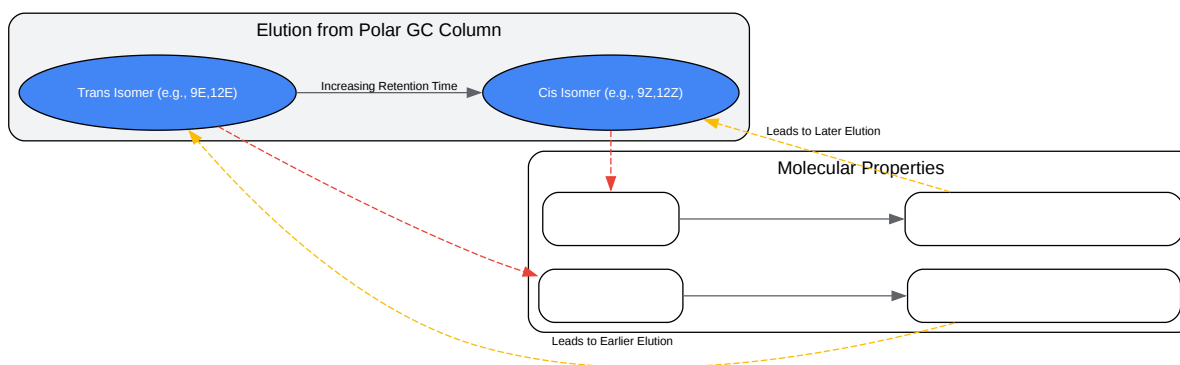 Elution from Polar GC Column
Trans Isomer (e.g., 9E,12E)
Increasing Retention Time
Cis Isomer (e.g., 9Z,12Z)
Leads to Later Elution
Molecular Properties
Leads to Earlier Elution